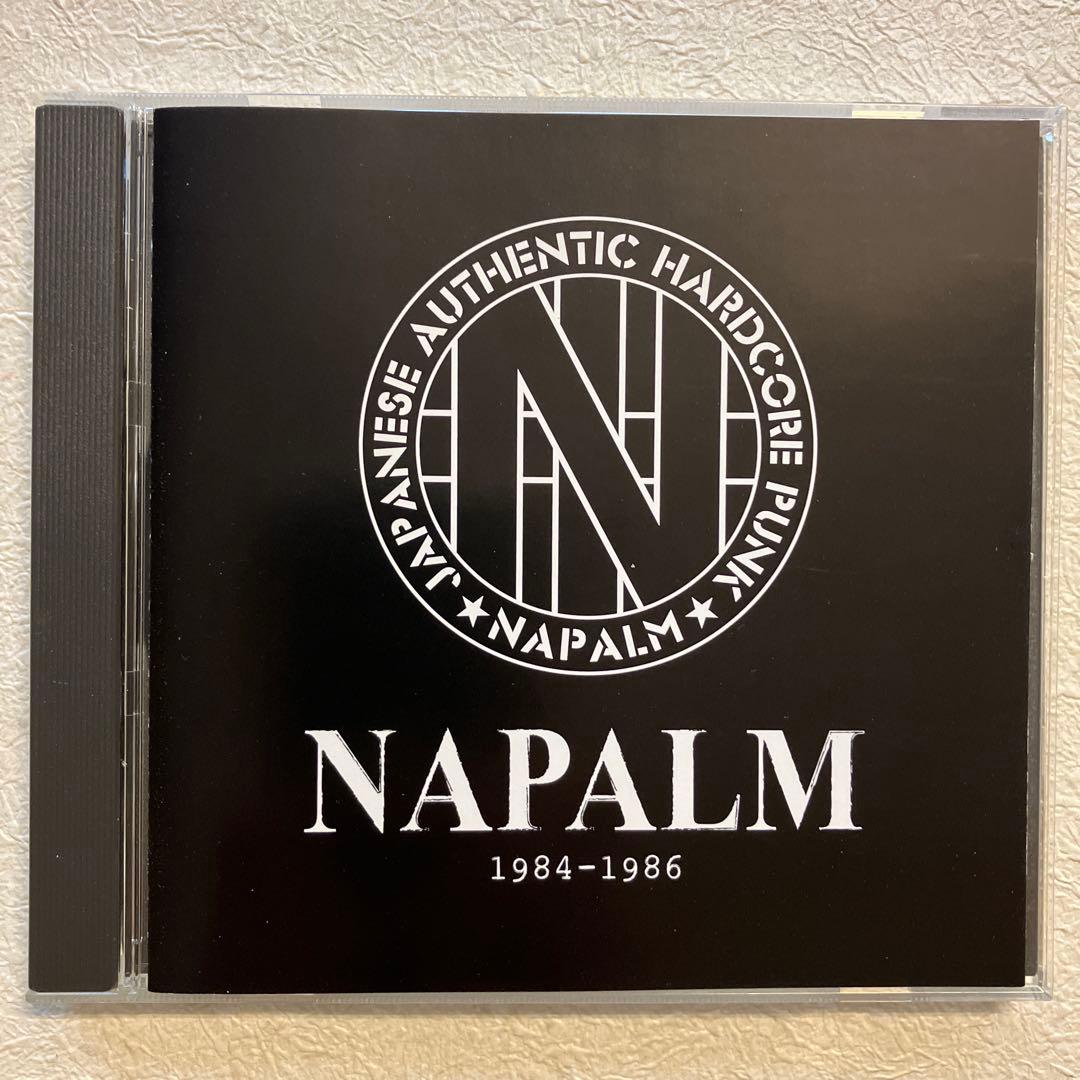 JAPANESE AUTHENTIC HARDCORE PUNK
★NAPALM★
N
NAPALM
1984-1986